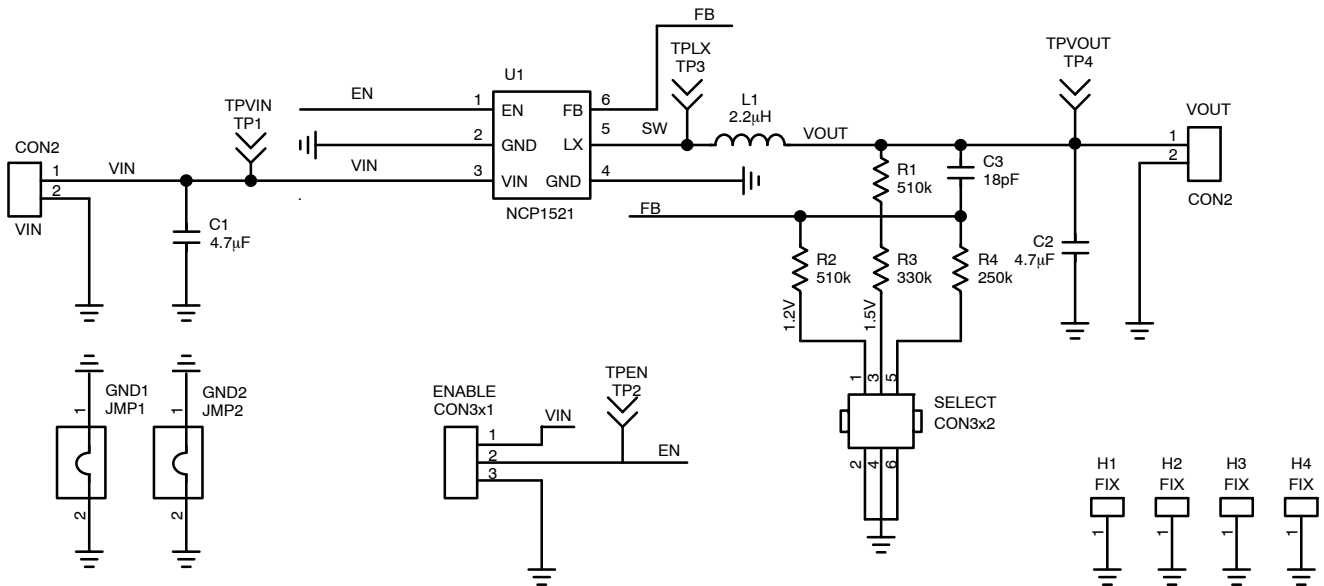 FB
TPLX
TP3
TPVOUT
TP4
U1
L1
2.2μH
EN
1
EN
FB
6
TPVIN
TP1
2
GND
LX
5
SW
VOUT
VOUT
1
2
CON2
CON2
1
2
VIN
VIN
VIN
3
VIN
GND
4
NCP1521
R1
510k
C3
18pF
FB
C1
4.7μF
R2
510k
R3
330k
R4
250k
C2
4.7μF
1.2V
1.5V
GND1
JMP1
1
2
GND2
JMP2
1
2
ENABLE
CON3x1
1
2
3
VIN
TPEN
TP2
EN
1
3
5
SELECT
CON3x2
2
4
6
H1
FIX
1
H2
FIX
1
H3
FIX
1
H4
FIX
1